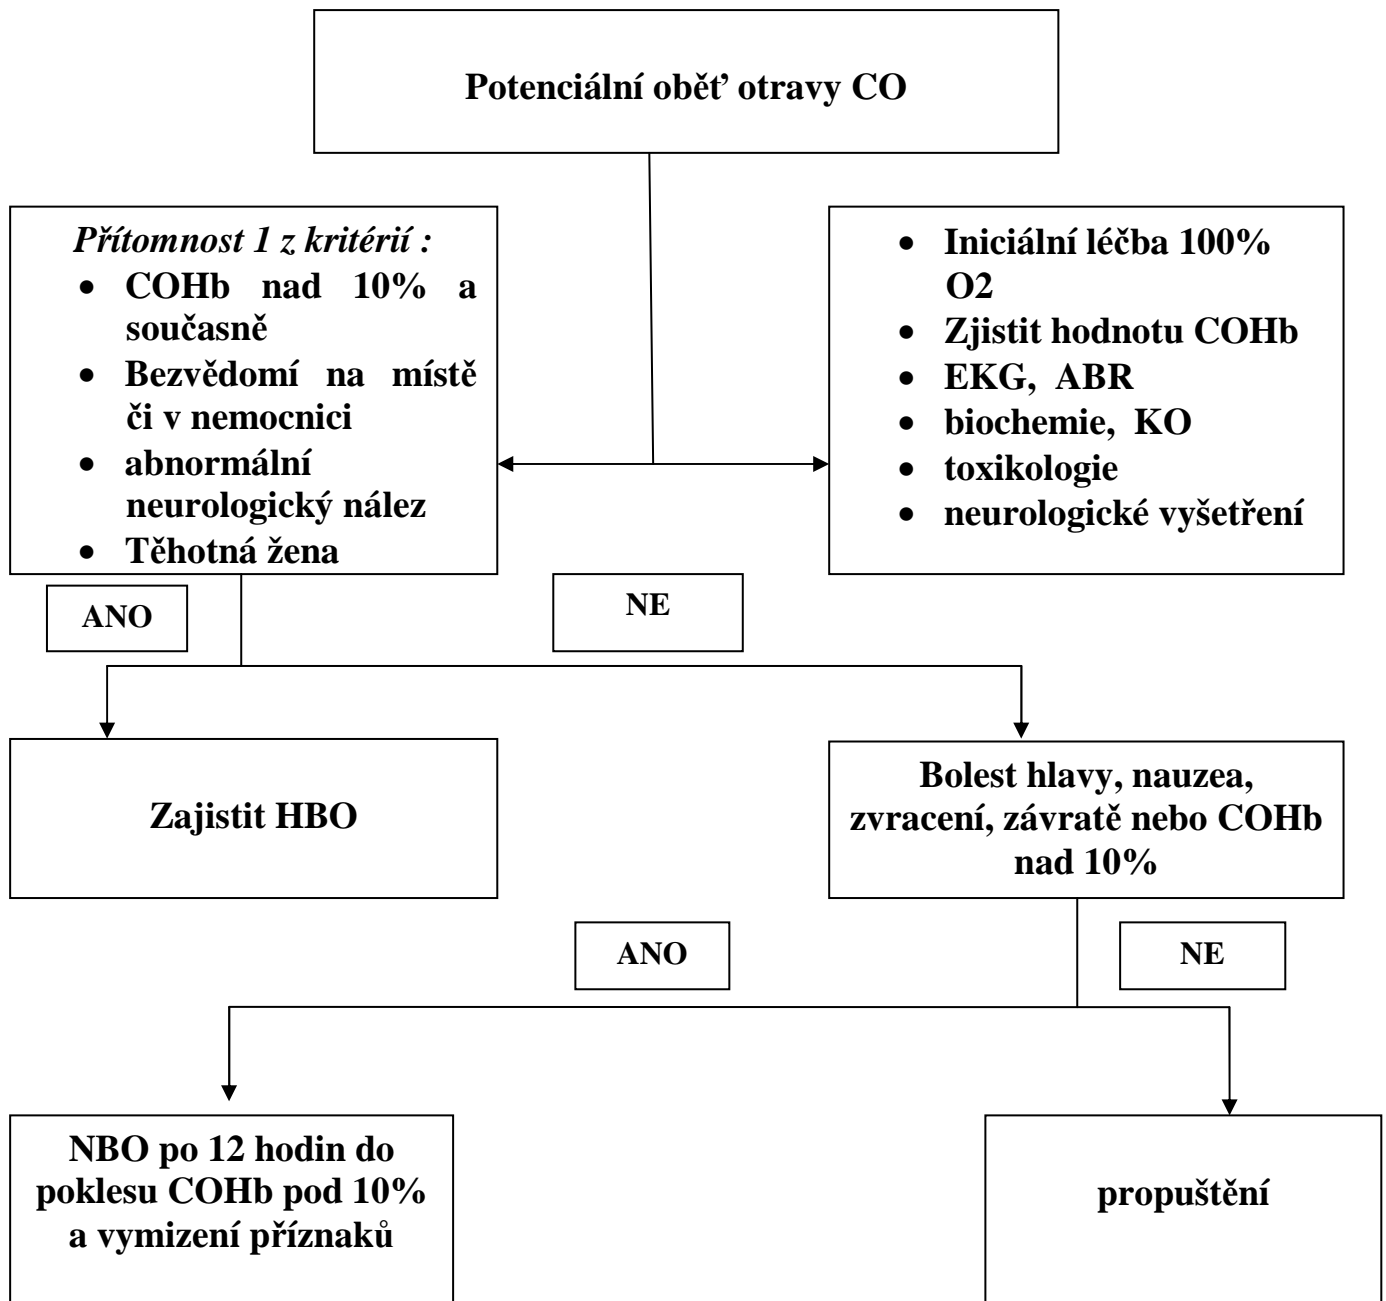 Potenciální oběť otravy CO
Přítomnost 1 z kritérií :
• COHb nad 10% a
současně
• Bezvědomí na místě
či v nemocnici
• abnormální
neurologický nález
• Těhotná žena
• Iniciální léčba 100%
O2
• Zjistit hodnotu COHb
• EKG, ABR
• biochemie, KO
• toxikologie
• neurologické vyšetření
ANO
NE
Zajistit HBO
Bolest hlavy, nauzea,
zvracení, závratě nebo COHb
nad 10%
ANO
NE
NBO po 12 hodin do
poklesu COHb pod 10%
a vymizení příznaků
propuštění